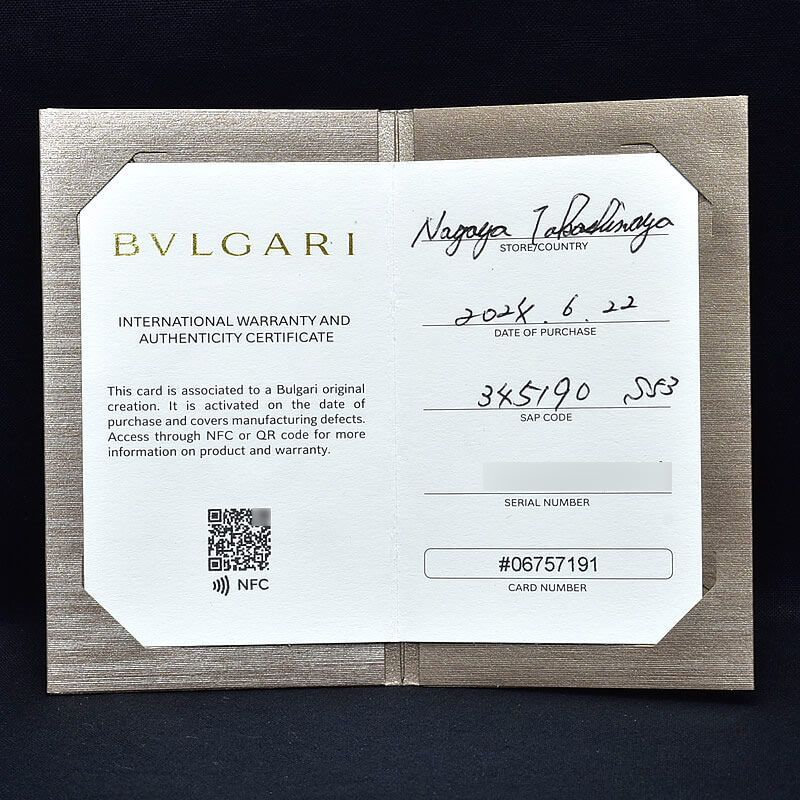 BVLGARI
INTERNATIONAL WARRANTY AND
AUTHENTICITY CERTIFICATE
This card is associated to a Bulgari original
creation. It is activated on the date of
purchase and covers manufacturing defects.
Access through NFC or QR code for more
information on product and warranty.
NFC
Nagoya Takashimaya
STORE/COUNTRY
2024.6.22
DATE OF PURCHASE
345190 S53
SAP CODE
SERIAL NUMBER
#06757191
CARD NUMBER